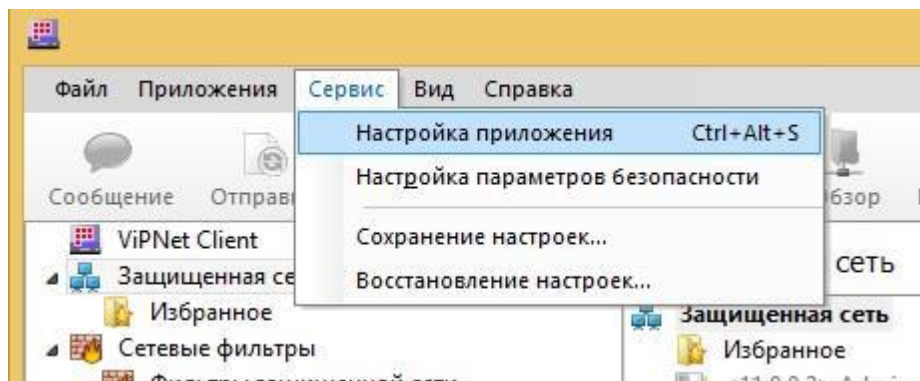 Файл Приложения Сервис Вид Справка
Настройка приложения Ctrl+Alt+S
Настройка параметров безопасности
Сохранение настроек...
Восстановление настроек...
Сообщение
ViPNet Client
Защищенная
Избранное
Сетевые фильтры
сеть
Защищенная сеть
Избранное